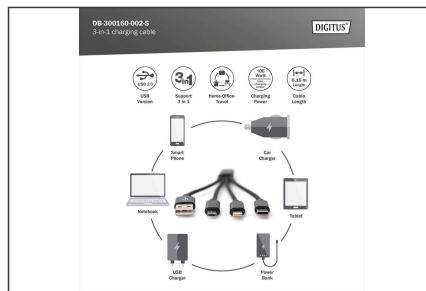 DB-300160-002-S
3-in-1 charging cable
DIGITUS
USB 2.0
3in1
100
Watt
0.15 m
Length
USB
Version
Support
3 in 1
Home-Office-
Travel
Charging
Power
Cable
Length
Smart
Phone
Car
Charger
Notebook
Tablet
USB
Charger
Power
Bank